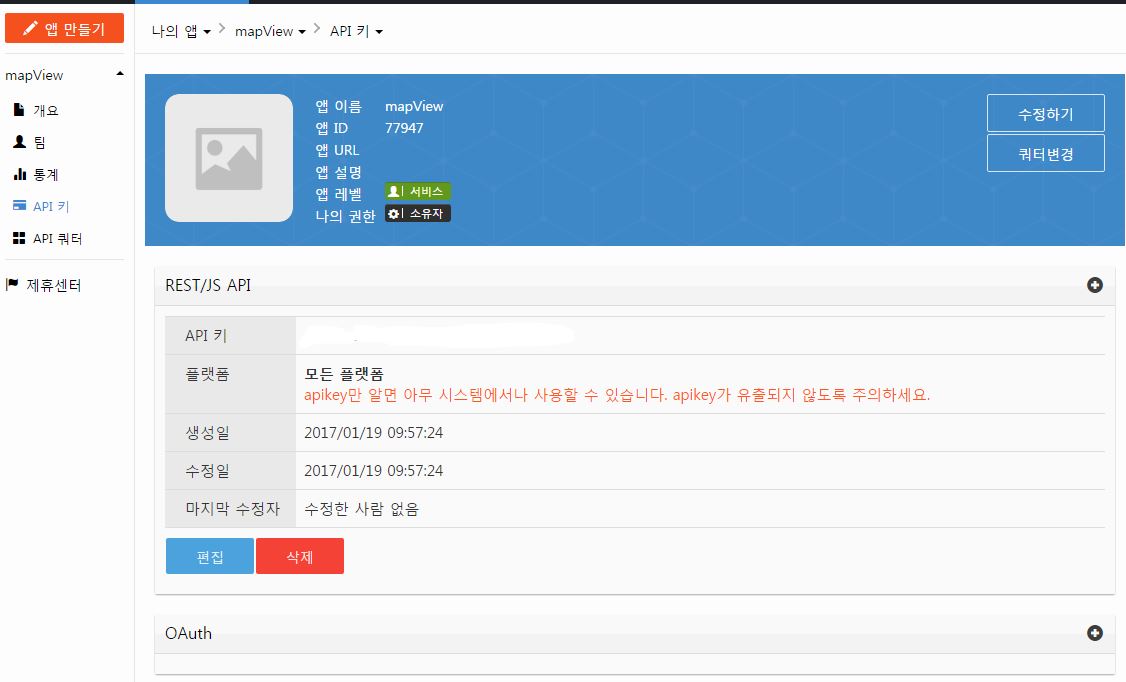 앱 만들기
나의 앱 mapView API 키
mapView
개요
팀
통계
API 키
API 쿼터
제휴센터
앱 이름 mapView
앱 ID 77947
앱 URL
앱 설명
앱 레벨 서비스
나의 권한 소유자
수정하기
쿼터변경
REST/JS API
API 키
플랫폼 모든 플랫폼
apikey만 알면 아무 시스템에서나 사용할 수 있습니다. apikey가 유출되지 않도록 주의하세요.
생성일 2017/01/19 09:57:24
수정일 2017/01/19 09:57:24
마지막 수정자 수정한 사람 없음
편집 삭제
OAuth